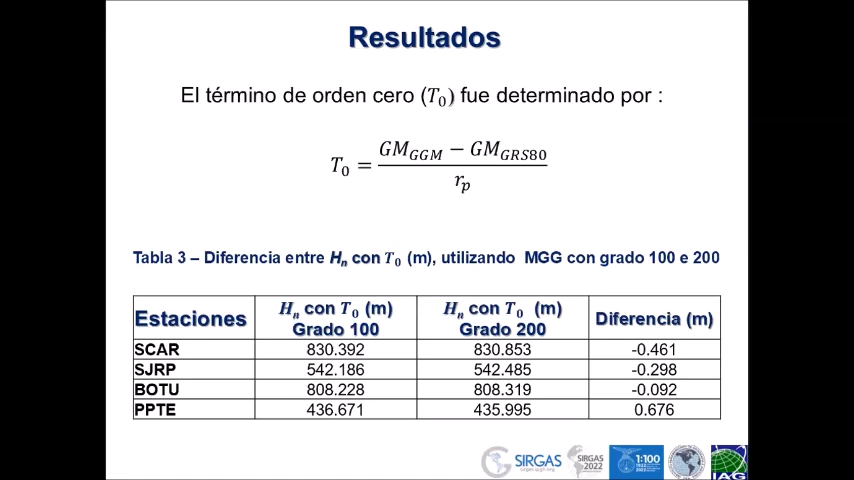 Resultados
El término de orden cero (T₀) fue determinado por :
T₀ = (GM_GGM − GM_GRS80) / r_p
Tabla 3 – Diferencia entre Hₙ con T₀ (m), utilizando MGG con grado 100 e 200
Estaciones | Hₙ con T₀ (m) Grado 100 | Hₙ con T₀ (m) Grado 200 | Diferencia (m)
SCAR | 830.392 | 830.853 | -0.461
SJRP | 542.186 | 542.485 | -0.298
BOTU | 808.228 | 808.319 | -0.092
PPTE | 436.671 | 435.995 | 0.676
SIRGAS
SIRGAS 2022
1:100
IAG